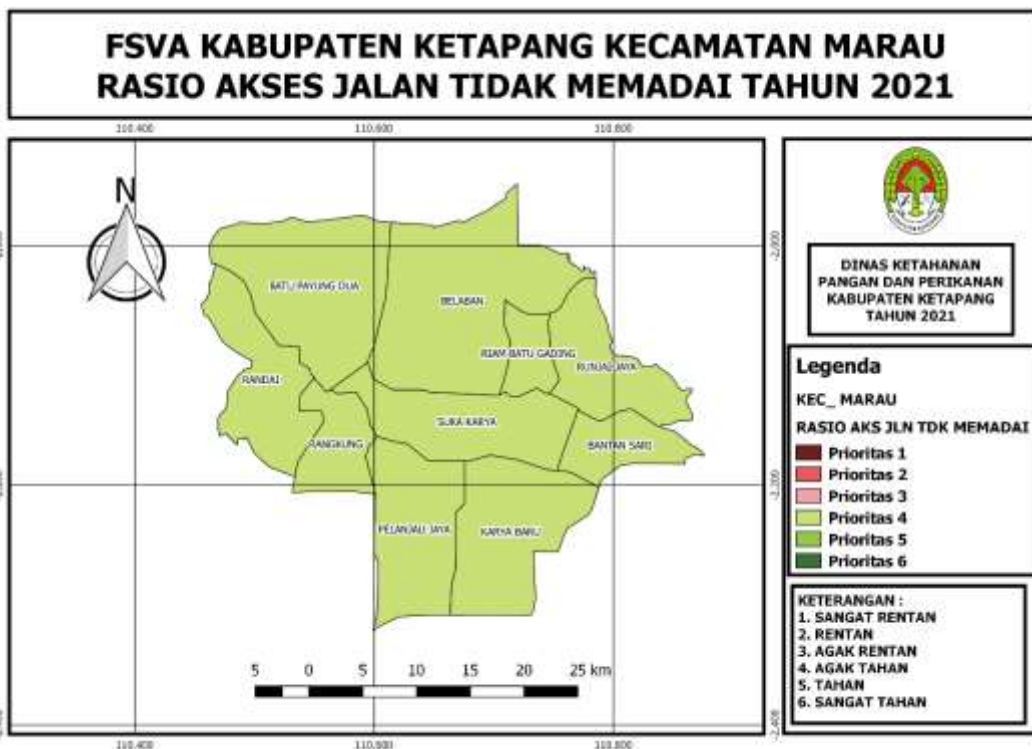 FSVA KABUPATEN KETAPANG KECAMATAN MARAU
RASIO AKSES JALAN TIDAK MEMADAI TAHUN 2021
110.400 110.600 110.800
N
-2.000
BATU PAYUNG DUA
BELABAN
RIAM BATU GADING
RUNJAI JAYA
RANDAI
SUKA KARYA
RANGKUNG
BANTAN SARI
-2.200
PELANJAU JAYA
KARYA BARU
5 0 5 10 15 20 25 km
-2.400
110.400 110.600 110.800
DINAS KETAHANAN
PANGAN DAN PERIKANAN
KABUPATEN KETAPANG
TAHUN 2021
Legenda
KEC_ MARAU
RASIO AKS JLN TDK MEMADAI
Prioritas 1
Prioritas 2
Prioritas 3
Prioritas 4
Prioritas 5
Prioritas 6
KETERANGAN :
1. SANGAT RENTAN
2. RENTAN
3. AGAK RENTAN
4. AGAK TAHAN
5. TAHAN
6. SANGAT TAHAN